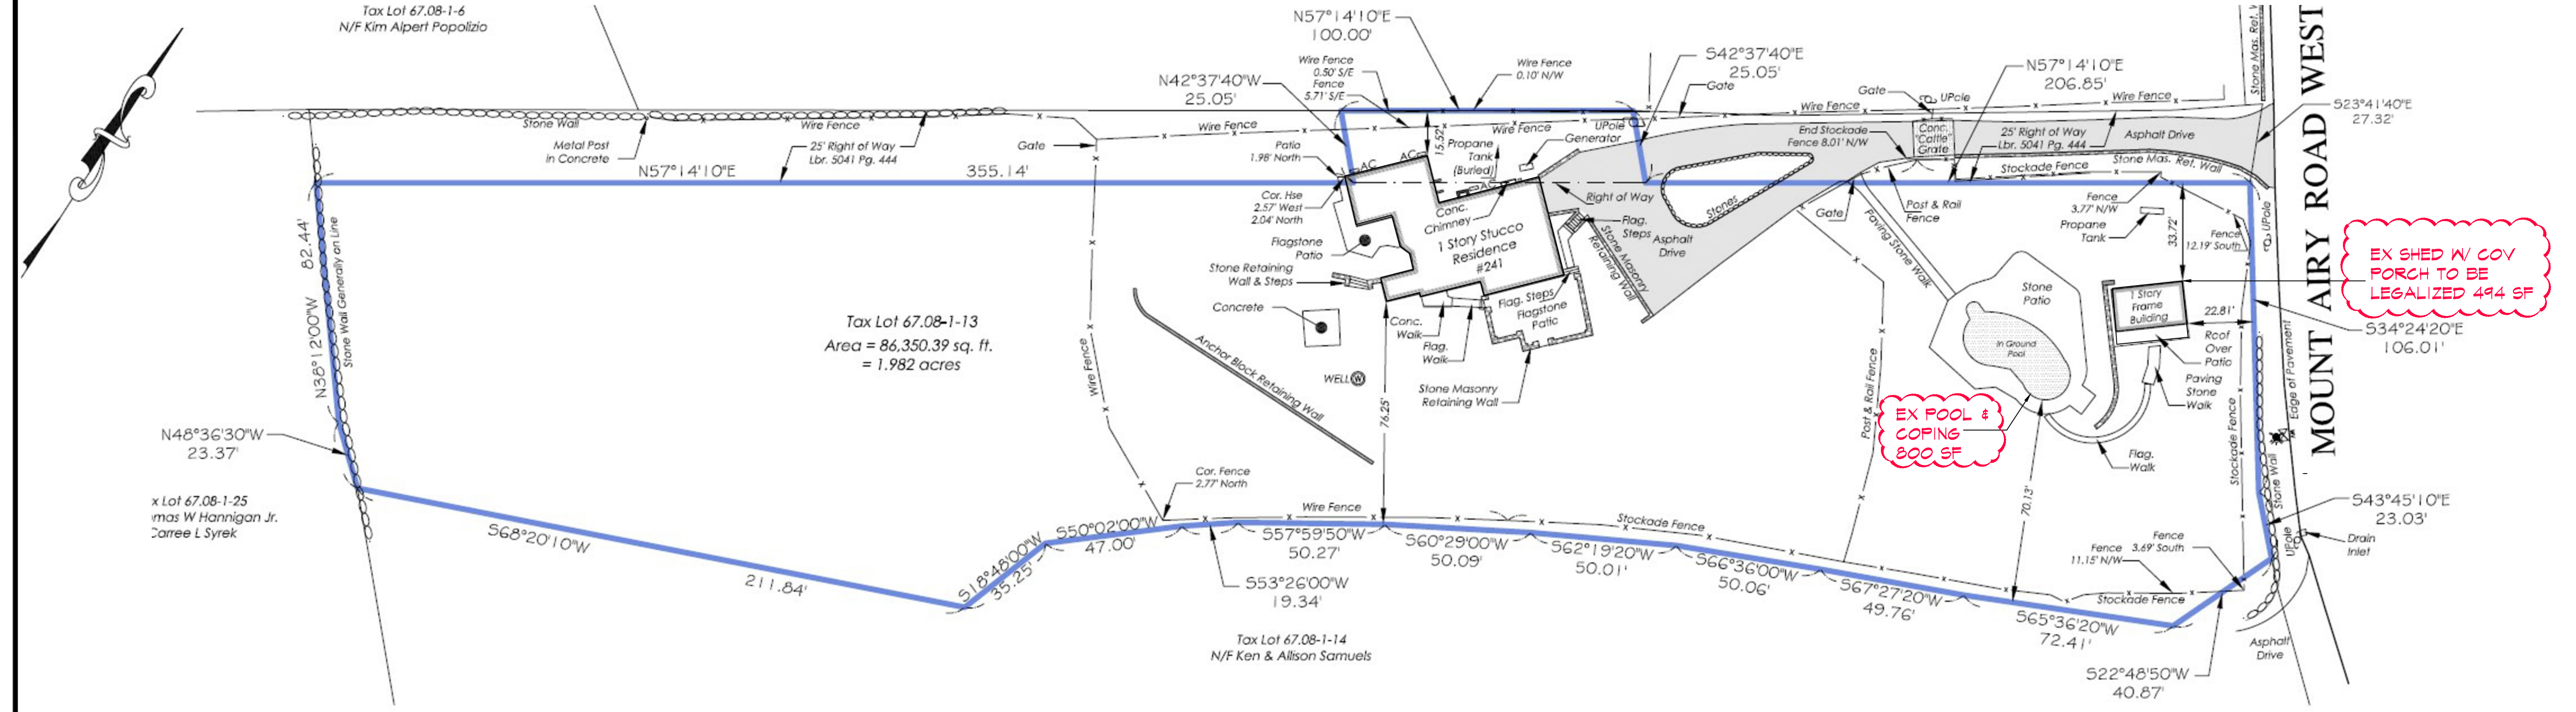 Tax Lot 67.08-1-6
N/F Kim Alpert Popolizio
N57°14'10"E
100.00'
S42°37'40"E
25.05'
N57°14'10"E
206.85'
Stone Mas. Ret. W
MOUNT AIRY ROAD WEST
Wire Fence
0.50' S/E
Fence
5.71' S/E
Wire Fence
0.10' N/W
N42°37'40"W
25.05'
Gate
Gate
UPole
Wire Fence
Wire Fence
S23°41'40"E
27.32'
Stone Wall
Wire Fence
Metal Post
in Concrete
25' Right of Way
Lbr. 5041 Pg. 444
Gate
Wire Fence
Patio
1.98' North
15.52'
Wire Fence
Propane
Tank
(Buried)
UPole
Generator
End Stockade
Fence 8.01' N/W
Conc.
"Cattle"
Grate
25' Right of Way
Lbr. 5041 Pg. 444
Asphalt Drive
Stone Mas. Ret. Wall
Stockade Fence
N57°14'10"E
355.14'
AC
AC
AC
Cor. Hse
2.57' West
2.04' North
Conc.
Chimney
Right of Way
Stones
Gate
Post & Rail
Fence
Fence
3.77' N/W
Propane
Tank
33.72'
Fence
12.19' South
UPole
82.44'
N38°12'00"W
Stone Wall Generally on Line
Flagstone
Patio
1 Story Stucco
Residence
#241
Flag.
Steps
Asphalt
Drive
Stone Masonry
Retaining Wall
Paving Stone Walk
Stone
Patio
EX SHED W/ COV
PORCH TO BE
LEGALIZED 494 SF
Stone Retaining
Wall & Steps
Concrete
Flag. Steps
Flagstone
Patio
1 Story
Frame
Building
22.81'
Roof
Over
Patio
S34°24'20"E
106.01'
Tax Lot 67.08-1-13
Area = 86,350.39 sq. ft.
= 1.982 acres
Wire Fence
Anchor Block Retaining Wall
WELL
W
Conc.
Walk
Flag.
Walk
Stone Masonry
Retaining Wall
76.25'
Post & Rail Fence
In Ground
Pool
Paving
Stone
Walk
Edge of Pavement
EX POOL &
COPING
800 SF
Flag.
Walk
Stockade Fence
Stone Wall
N48°36'30"W
23.37'
Cor. Fence
2.77' North
70.13'
S43°45'10"E
23.03'
x Lot 67.08-1-25
mas W Hannigan Jr.
Carree L Syrek
S68°20'10"W
211.84'
S18°48'00"W
35.25'
S50°02'00"W
47.00'
Wire Fence
S53°26'00"W
19.34'
S57°59'50"W
50.27'
S60°29'00"W
50.09'
Stockade Fence
S62°19'20"W
50.01'
S66°36'00"W
50.06'
S67°27'20"W
49.76'
S65°36'20"W
72.41'
Fence
3.69' South
Fence
11.15' N/W
Stockade Fence
UPole
Drain
Inlet
Asphalt
Drive
S22°48'50"W
40.87'
Tax Lot 67.08-1-14
N/F Ken & Allison Samuels